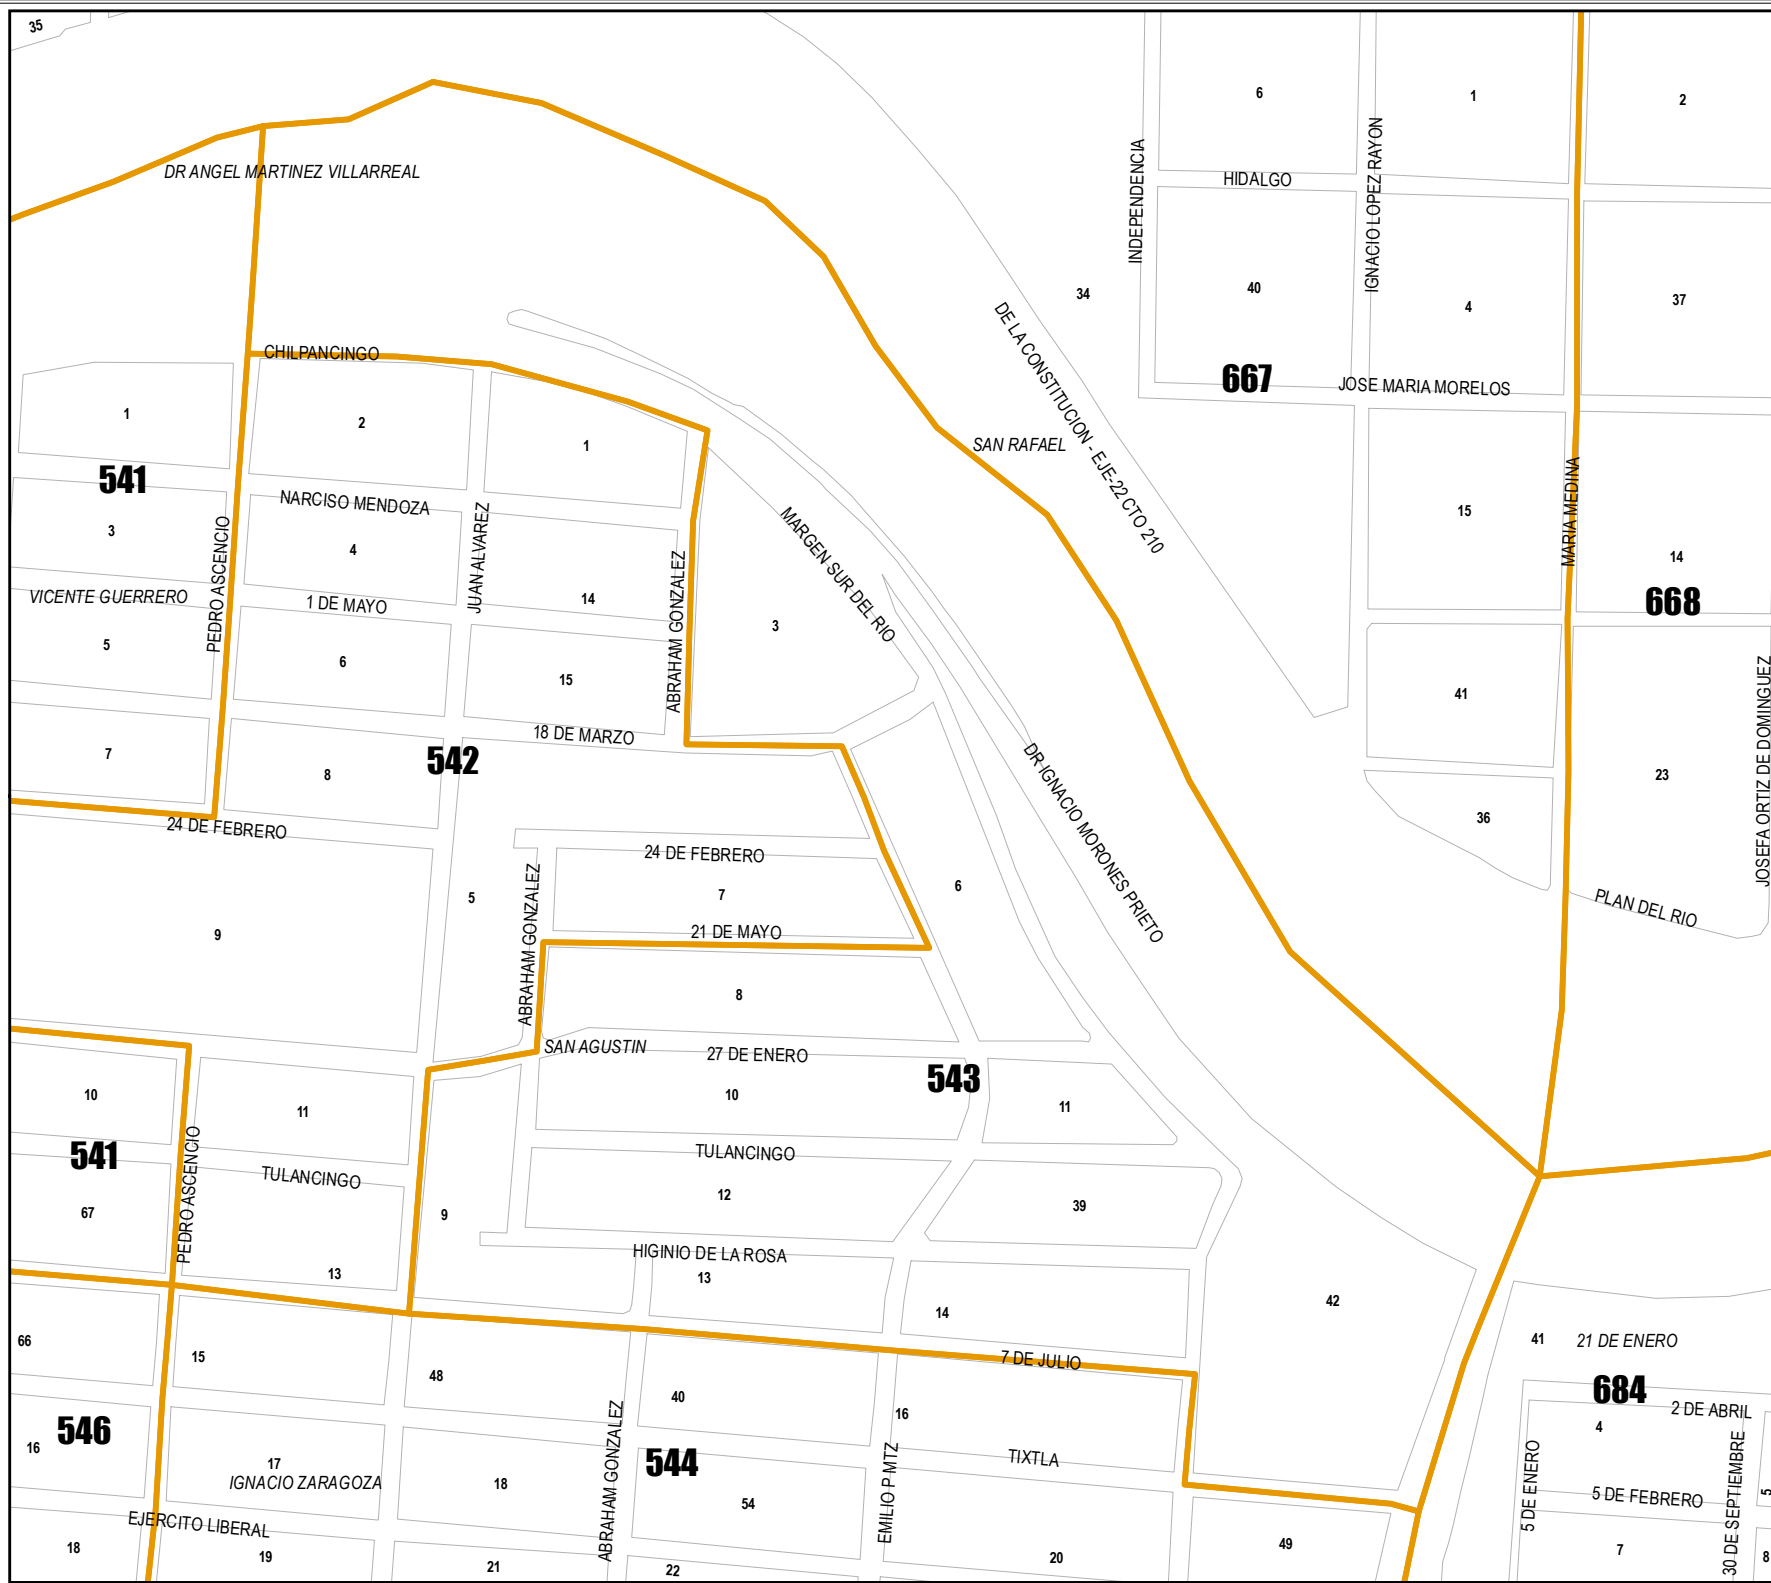 35
6
1
2
DR ANGEL MARTINEZ VILLARREAL
INDEPENDENCIA
HIDALGO
IGNACIO LOPEZ RAYON
34
40
4
37
DE LA CONSTITUCION - EJE-22 CTO 210
CHILPANCINGO
667
JOSE MARIA MORELOS
1
2
1
SAN RAFAEL
541
NARCISO MENDOZA
JUAN ALVAREZ
MARGEN SUR DEL RIO
MARIA MEDINA
15
3
4
14
PEDRO ASCENCIO
VICENTE GUERRERO
1 DE MAYO
14
ABRAHAM GONZALEZ
3
668
5
6
15
41
JOSEFA ORTIZ DE DOMINGUEZ
18 DE MARZO
7
542
8
DR IGNACIO MORONES PRIETO
23
36
24 DE FEBRERO
24 DE FEBRERO
5
ABRAHAM GONZALEZ
7
6
PLAN DEL RIO
9
21 DE MAYO
8
SAN AGUSTIN
27 DE ENERO
543
10
11
10
11
541
PEDRO ASCENCIO
TULANCINGO
TULANCINGO
67
9
12
39
HIGINIO DE LA ROSA
13
13
14
42
66
15
7 DE JULIO
41
21 DE ENERO
48
40
684
16
2 DE ABRIL
546
4
16
17
IGNACIO ZARAGOZA
18
ABRAHAM GONZALEZ
544
54
EMILIO P MTZ
TIXTLA
5 DE ENERO
5 DE FEBRERO
30 DE SEPTIEMBRE
5
EJERCITO LIBERAL
18
19
21
22
20
49
7
8